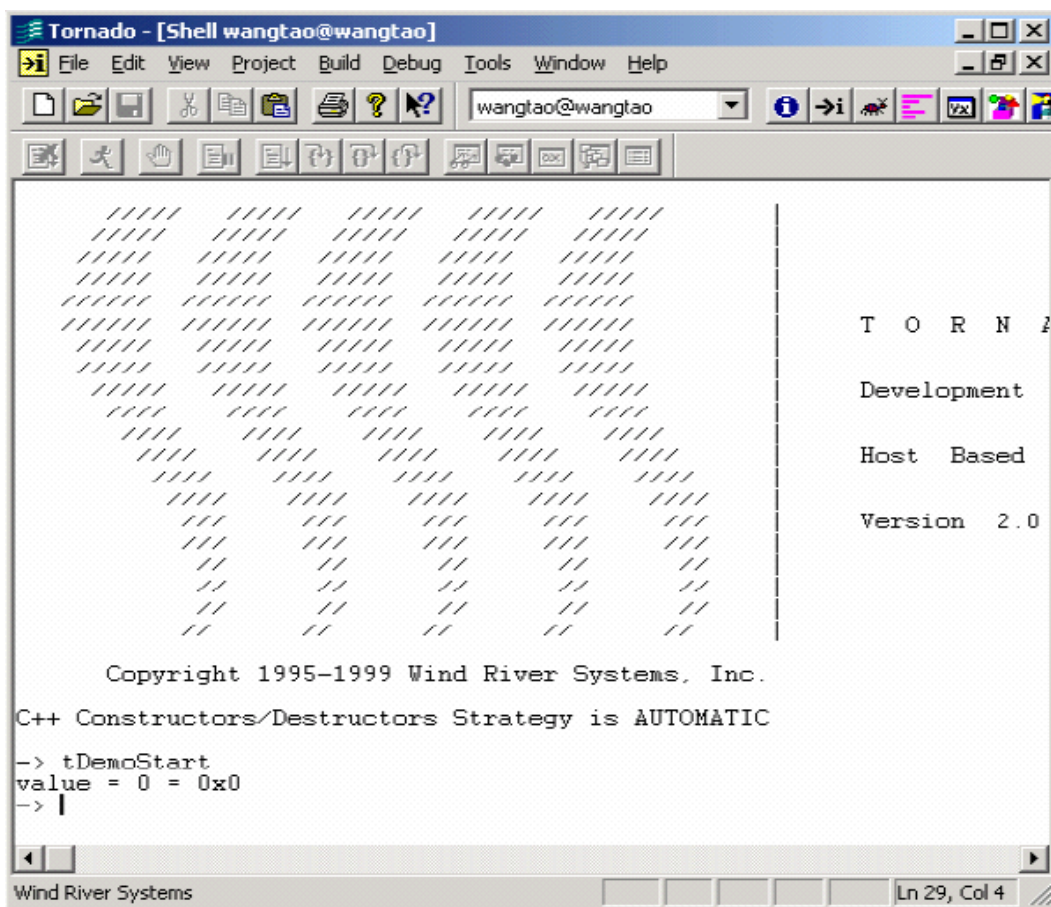 Tornado - [Shell wangtao@wangtao]
File Edit View Project Build Debug Tools Window Help
wangtao@wangtao
///// ///// ///// ///// ///// |
///// ///// ///// ///// ///// |
///// ///// ///// ///// ///// |
///// ///// ///// ///// ///// |
////// ////// ////// ////// ////// |
////// ////// ////// ////// ////// | T O R N A
///// ///// ///// ///// ///// |
///// ///// ///// ///// ///// |
///// ///// ///// ///// ///// | Development
//// //// //// //// //// |
//// //// //// //// //// |
//// //// //// //// //// | Host Based
//// //// //// //// //// |
//// //// //// //// //// |
/// /// /// /// /// | Version 2.0
/// /// /// /// /// |
// // // // // |
// // // // // |
// // // // // |
// // // // // |
Copyright 1995-1999 Wind River Systems, Inc.
C++ Constructors/Destructors Strategy is AUTOMATIC
-> tDemoStart
value = 0 = 0x0
->
Wind River Systems
Ln 29, Col 4